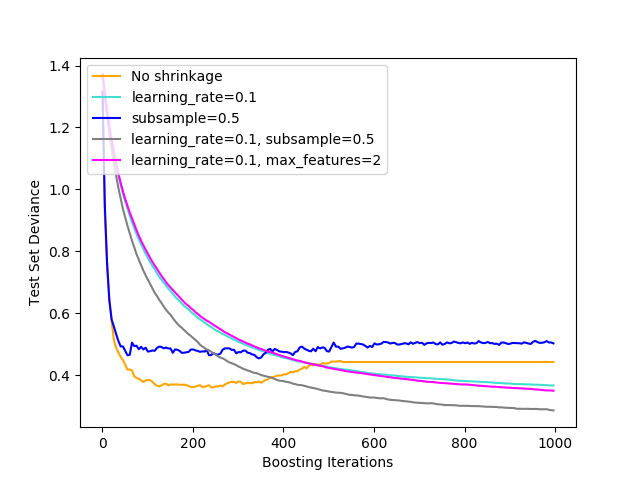 1.4
1.2
1.0
0.8
0.6
0.4
Test Set Deviance
No shrinkage
learning_rate=0.1
subsample=0.5
learning_rate=0.1, subsample=0.5
learning_rate=0.1, max_features=2
0 200 400 600 800 1000
Boosting Iterations